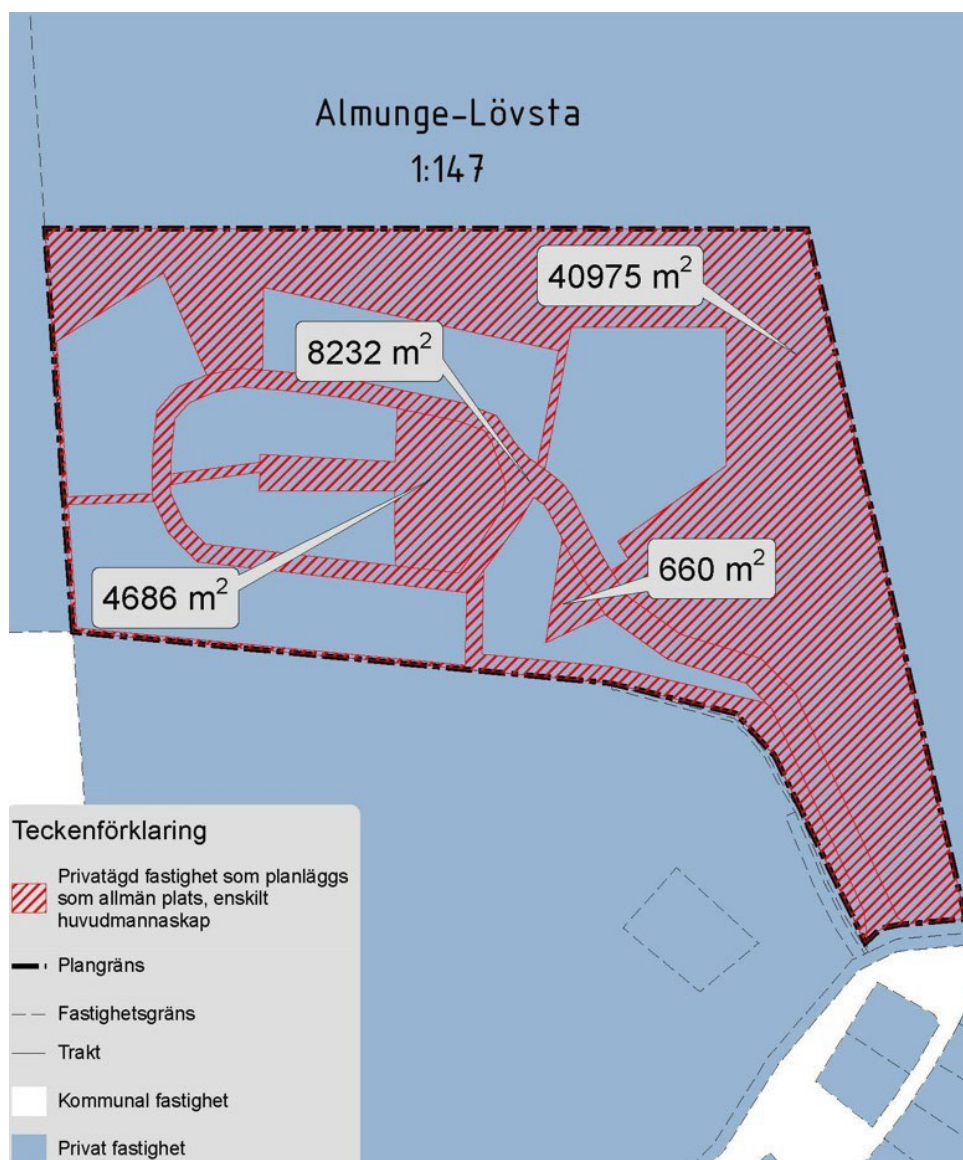 Almunge-Lövsta
1:147
40975 m²
8232 m²
660 m²
4686 m²
Teckenförklaring
Privatägd fastighet som planläggs
som allmän plats, enskilt
huvudmannaskap
Plangräns
Fastighetsgräns
Trakt
Kommunal fastighet
Privat fastighet